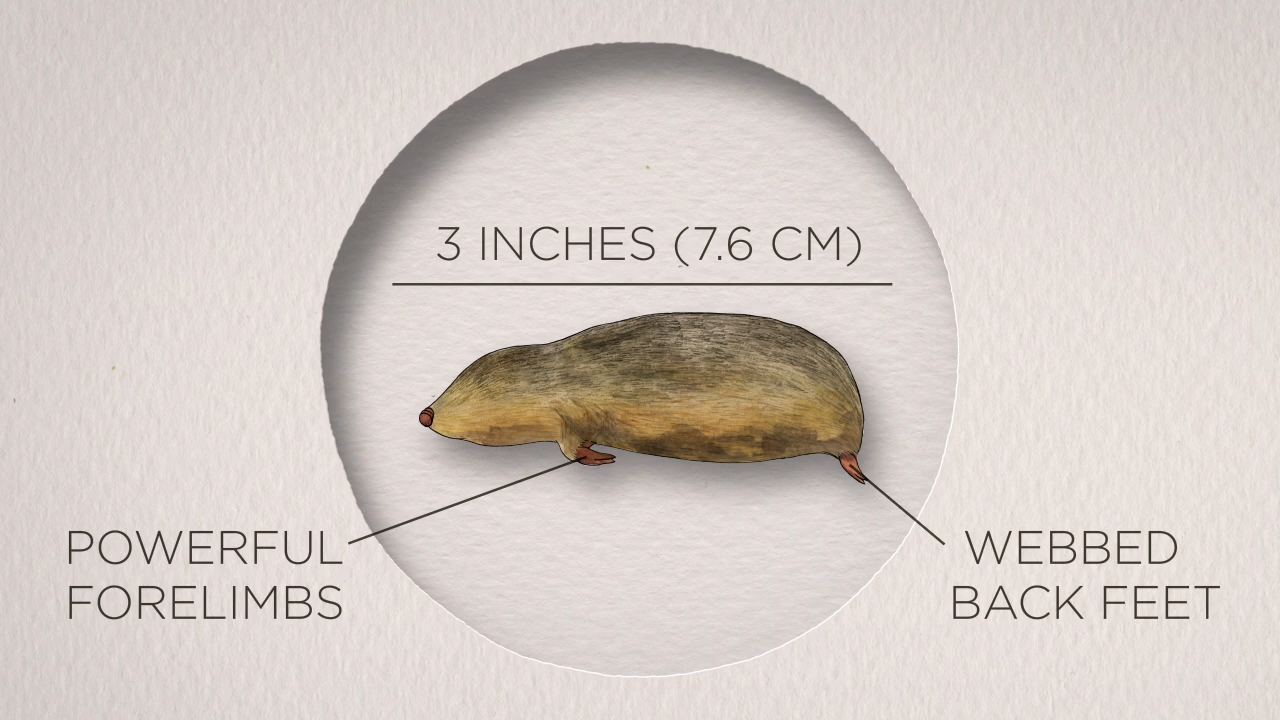 3 INCHES (7.6 CM)
POWERFUL
FORELIMBS
WEBBED
BACK FEET